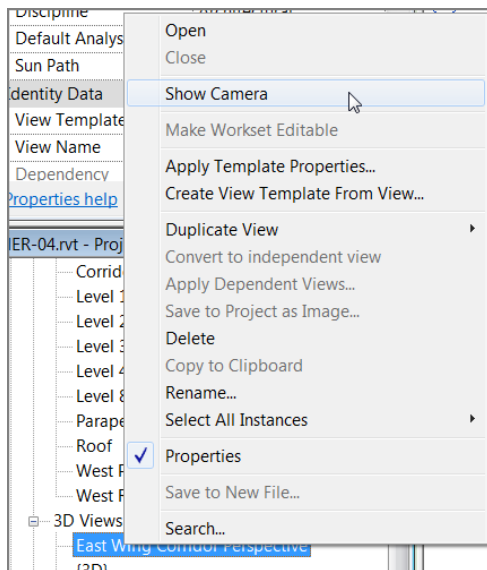 Discipline
Architectural
Default Analys
Sun Path
Identity Data
View Template
View Name
Dependency
Properties help
IER-04.rvt - Proj
Corrid
Level 1
Level 2
Level 3
Level 4
Level 8
Parape
Roof
West P
West F
3D Views
East Wing Corridor Perspective
{3D}
Open
Close
Show Camera
Make Workset Editable
Apply Template Properties...
Create View Template From View...
Duplicate View
Convert to independent view
Apply Dependent Views...
Save to Project as Image...
Delete
Copy to Clipboard
Rename...
Select All Instances
Properties
Save to New File...
Search...